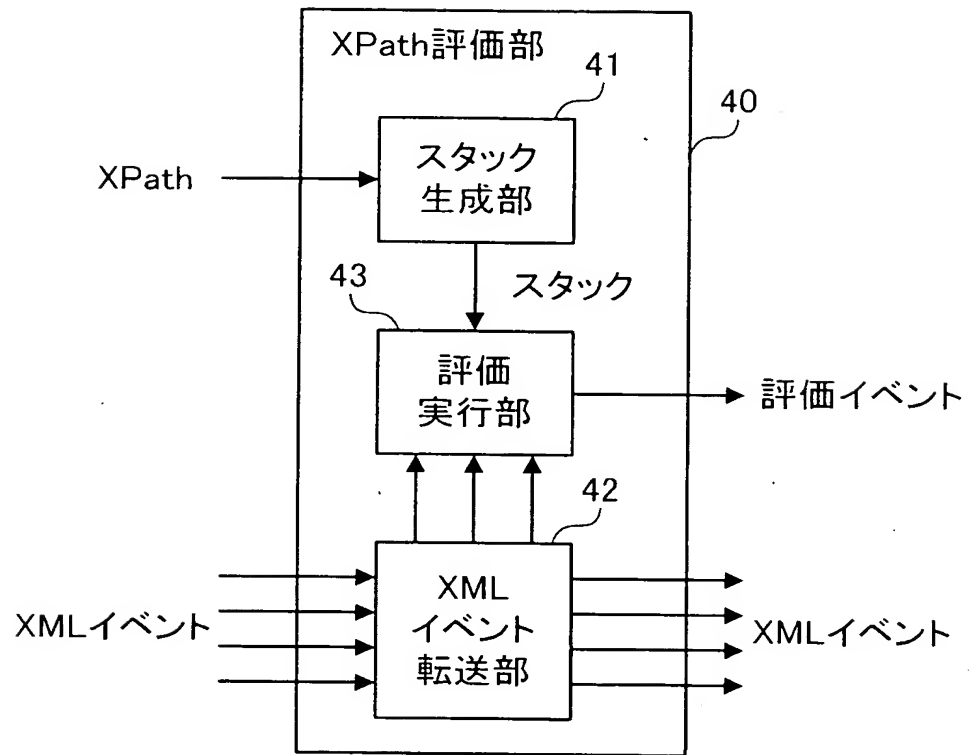 XPath評価部
41
40
XPath
スタック
生成部
スタック
43
評価
実行部
評価イベント
42
XMLイベント
XML
イベント
転送部
XMLイベント